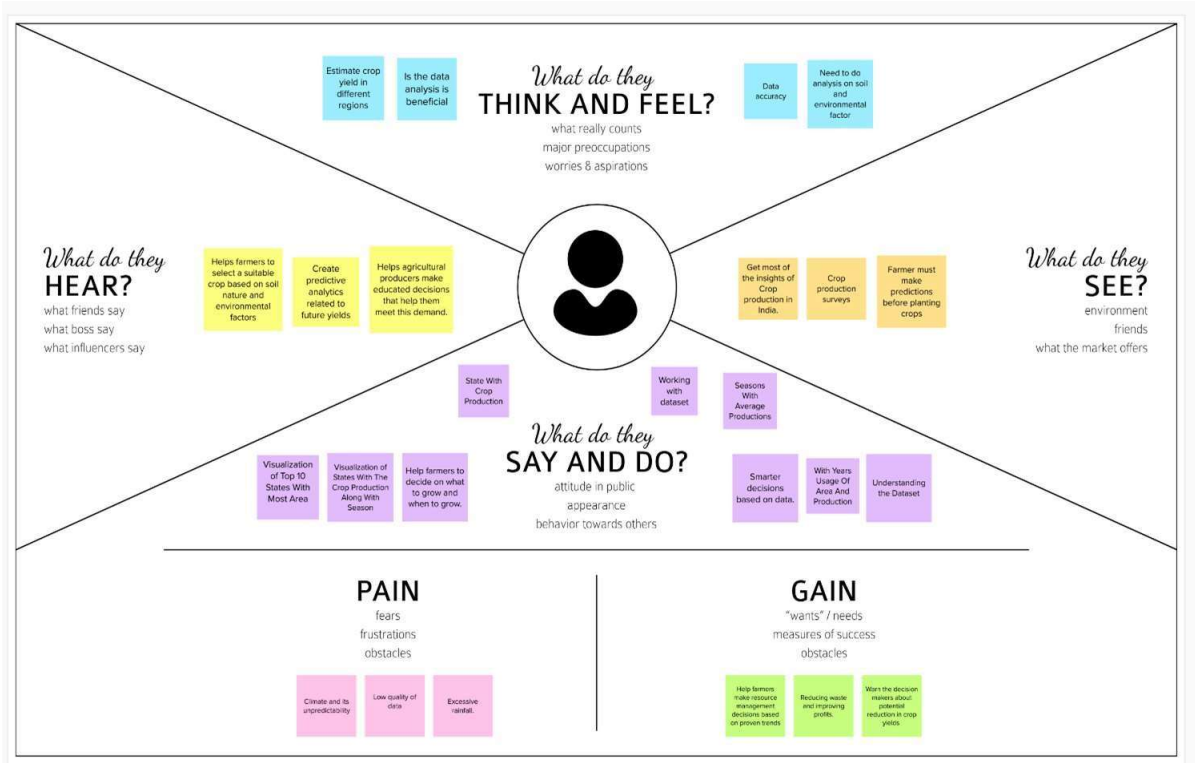 Estimate crop
yield in
different
regions
Is the data
analysis is
beneficial
What do they
THINK AND FEEL?
what really counts
major preoccupations
worries & aspirations
Data
accuracy
Need to do
analysis on soil
and
environmental
factor
What do they
HEAR?
what friends say
what boss say
what influencers say
Helps farmers to
select a suitable
crop based on soil
nature and
environmental
factors
Create
predictive
analytics
related to
future yields
Helps agricultural
producers make
educated decisions
that help them
meet this demand.
Get most of
the insights of
Crop
production in
India.
Crop
production
surveys
Farmer must
make
predictions
before planting
crops
What do they
SEE?
environment
friends
what the market offers
State With
Crop
Production
Working
with
dataset
Seasons
With
Average
Productions
What do they
SAY AND DO?
attitude in public
appearance
behavior towards others
Visualization
of Top 10
States With
Most Area
Visualization of
States With The
Crop Production
Along With
Season
Help farmers to
decide on what
to grow and
when to grow.
Smarter
decisions
based on data.
With Years
Usage Of
Area And
Production
Understanding
the Dataset
PAIN
fears
frustrations
obstacles
Climate and its
unpredictability
Low quality of
data
Excessive
rainfall.
GAIN
"wants" / needs
measures of success
obstacles
Help farmers
make resource
management
decisions based
on proven trends
Reducing waste
and improving
profits.
Warn the decision
makers about
potential
reduction in crop
yields